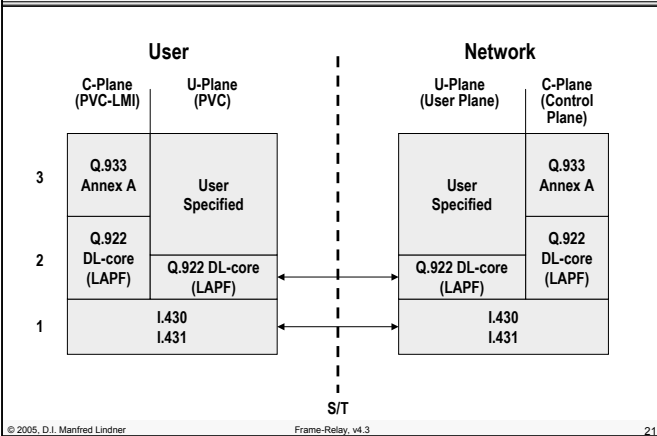 User
Network
C-Plane
(PVC-LMI)
U-Plane
(PVC)
U-Plane
(User Plane)
C-Plane
(Control
Plane)
3
Q.933
Annex A
User
Specified
User
Specified
Q.933
Annex A
2
Q.922
DL-core
(LAPF)
Q.922 DL-core
(LAPF)
Q.922 DL-core
(LAPF)
Q.922
DL-core
(LAPF)
1
I.430
I.431
I.430
I.431
S/T
© 2005, D.I. Manfred Lindner
Frame-Relay, v4.3
21